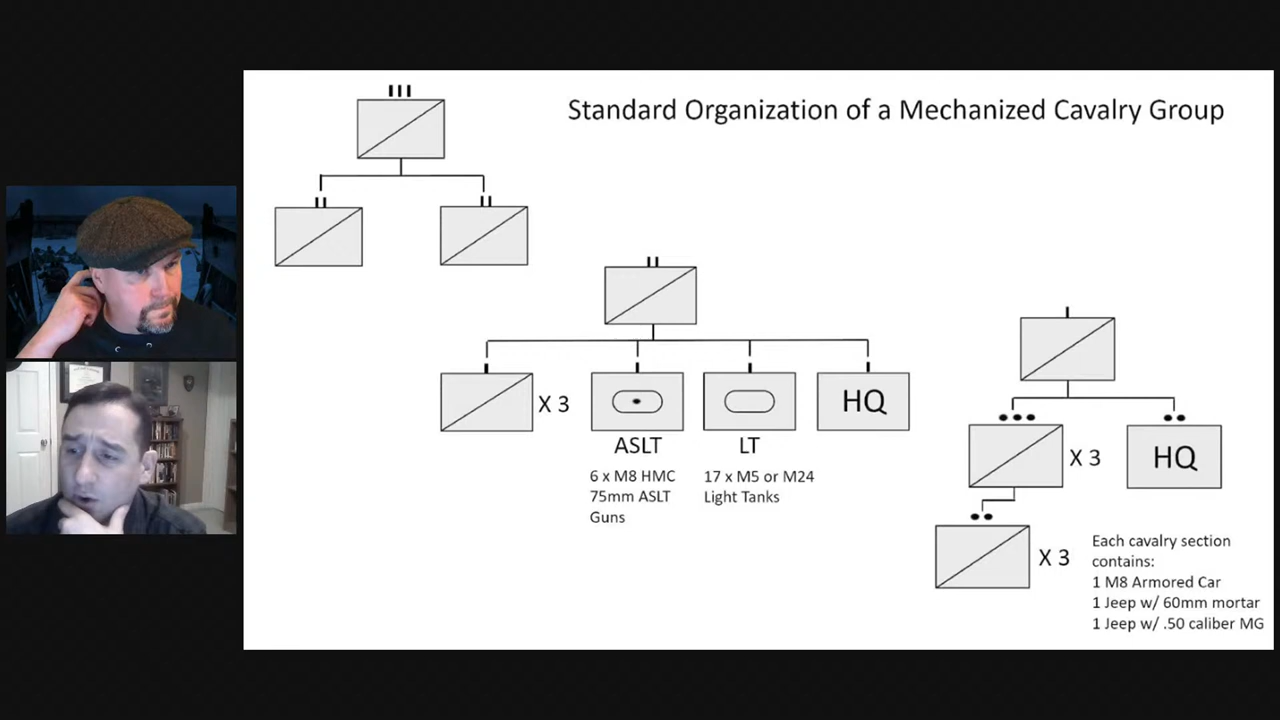 Standard Organization of a Mechanized Cavalry Group
X 3
HQ
ASLT
6 x M8 HMC
75mm ASLT
Guns
LT
17 x M5 or M24
Light Tanks
X 3
HQ
X 3
Each cavalry section
contains:
1 M8 Armored Car
1 Jeep w/ 60mm mortar
1 Jeep w/ .50 caliber MG